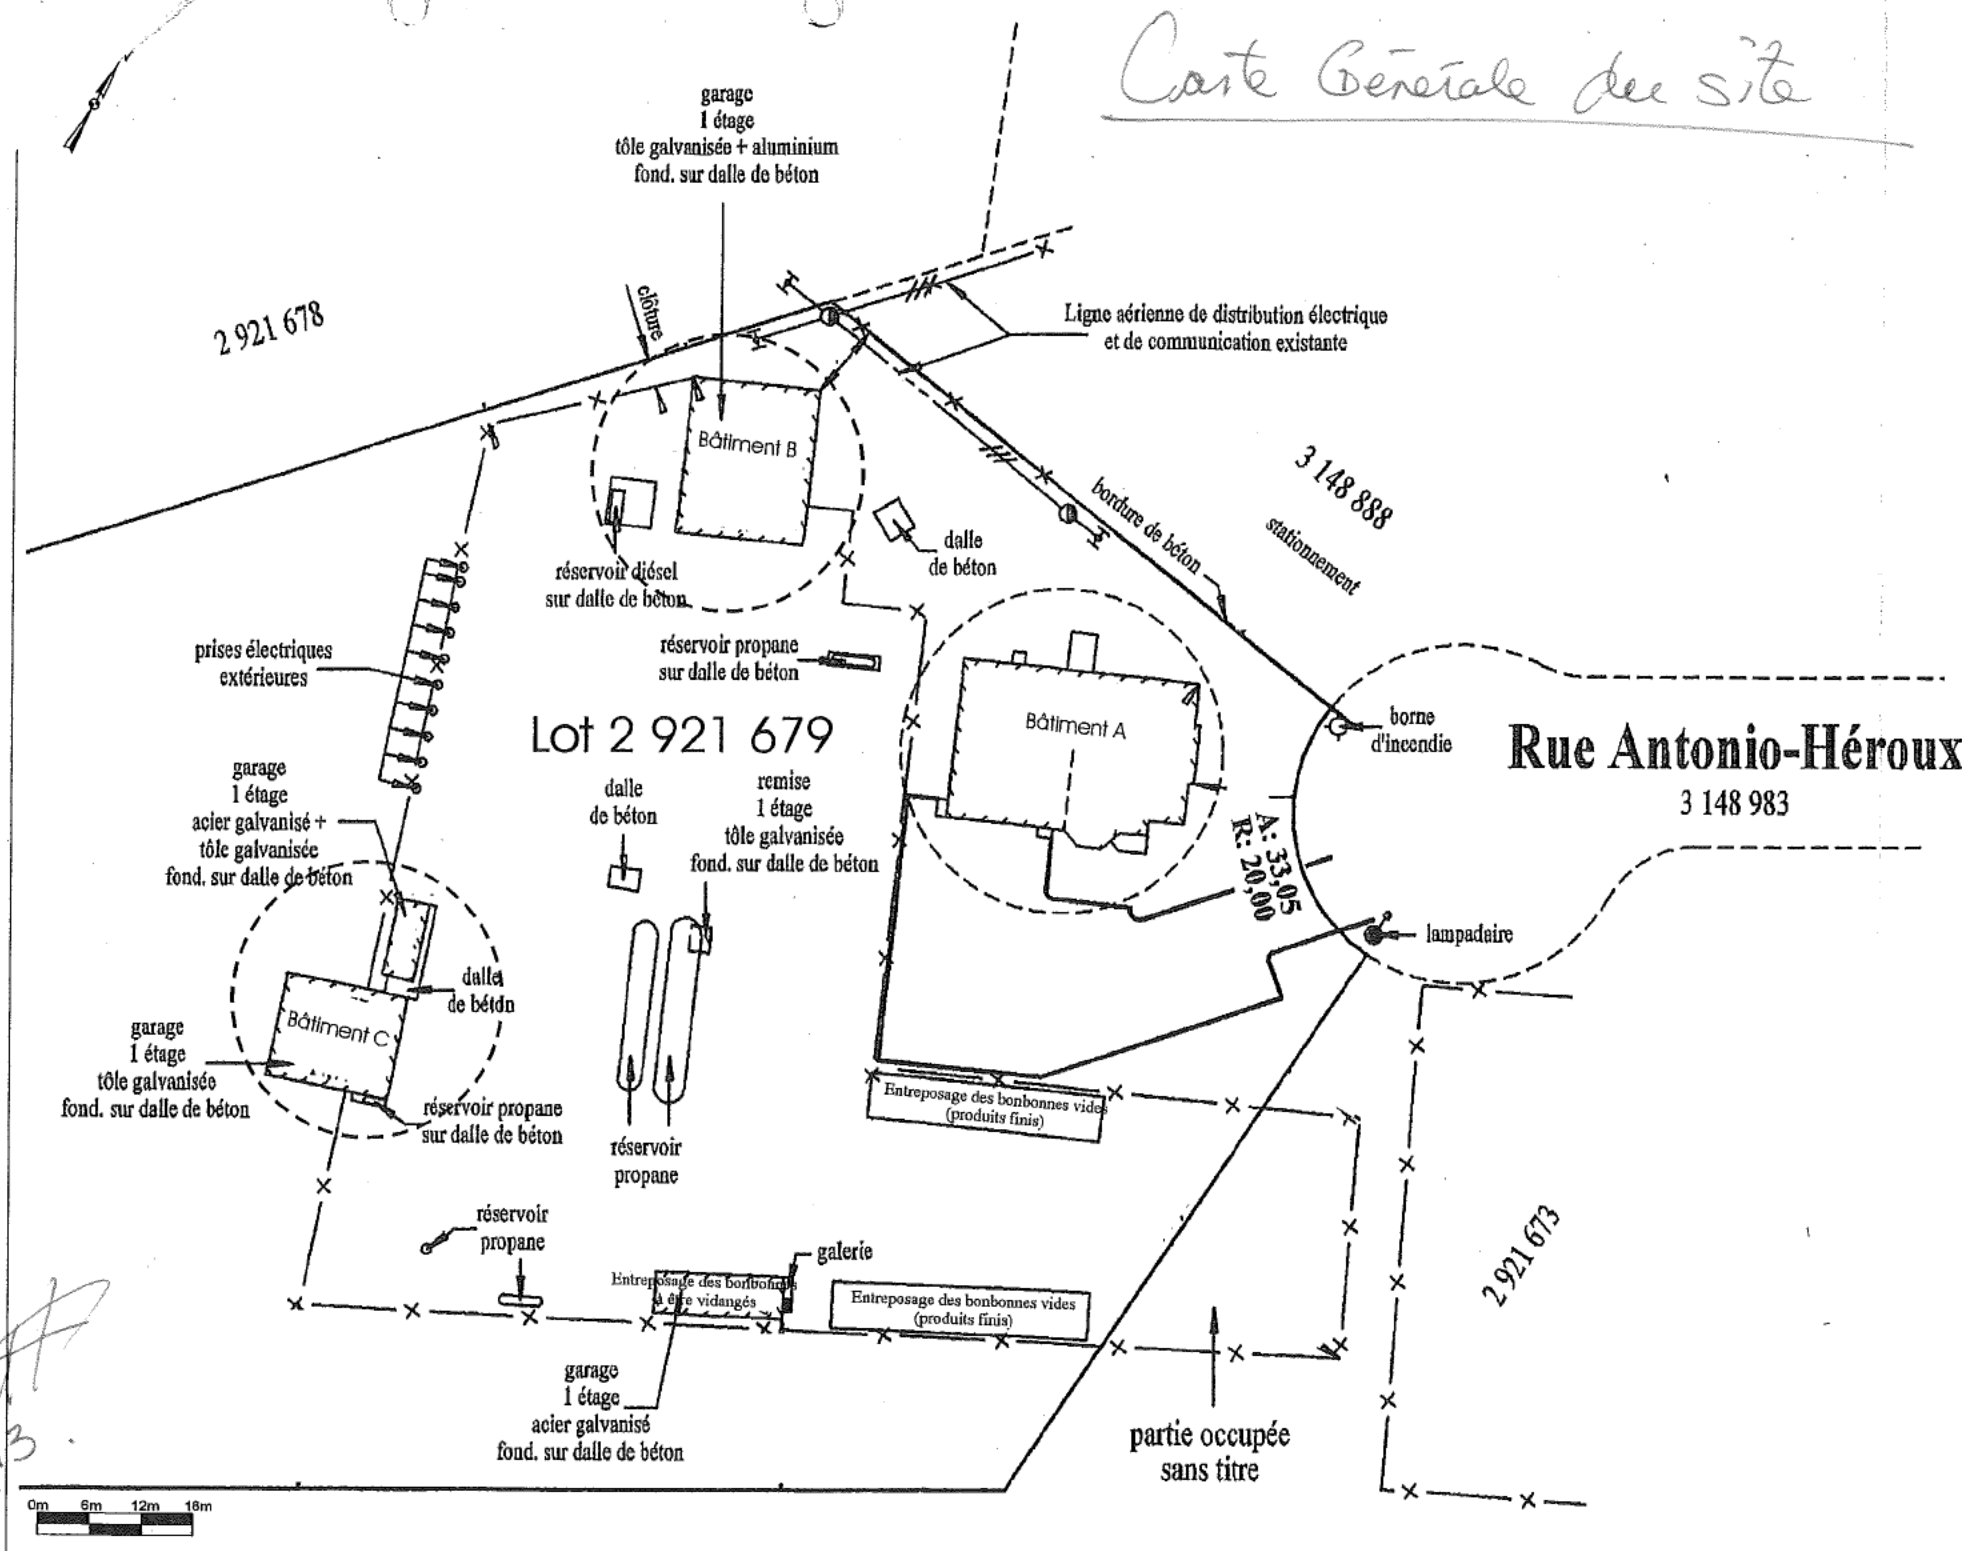 Carte Générale du site
garage
1 étage
tôle galvanisée + aluminium
fond. sur dalle de béton
clôture
2 921 678
Ligne aérienne de distribution électrique
et de communication existante
Bâtiment B
3 148 888
stationnement
bordure de béton
dalle
de béton
réservoir diésel
sur dalle de béton
prises électriques
extérieures
réservoir propane
sur dalle de béton
Bâtiment A
borne
d'incendie
Lot 2 921 679
Rue Antonio-Héroux
3 148 983
garage
1 étage
acier galvanisé +
tôle galvanisée
fond. sur dalle de béton
dalle
de béton
remise
1 étage
tôle galvanisée
fond. sur dalle de béton
A: 33,05
R: 20,00
lampadaire
dalle
de béton
Bâtiment C
garage
1 étage
tôle galvanisée
fond. sur dalle de béton
réservoir propane
sur dalle de béton
réservoir
propane
Entreposage des bonbonnes vides
(produits finis)
réservoir
propane
galerie
Entreposage des bonbonnes
à être vidangés
Entreposage des bonbonnes vides
(produits finis)
2 921 673
garage
1 étage
acier galvanisé
fond. sur dalle de béton
partie occupée
sans titre
0m 6m 12m 18m